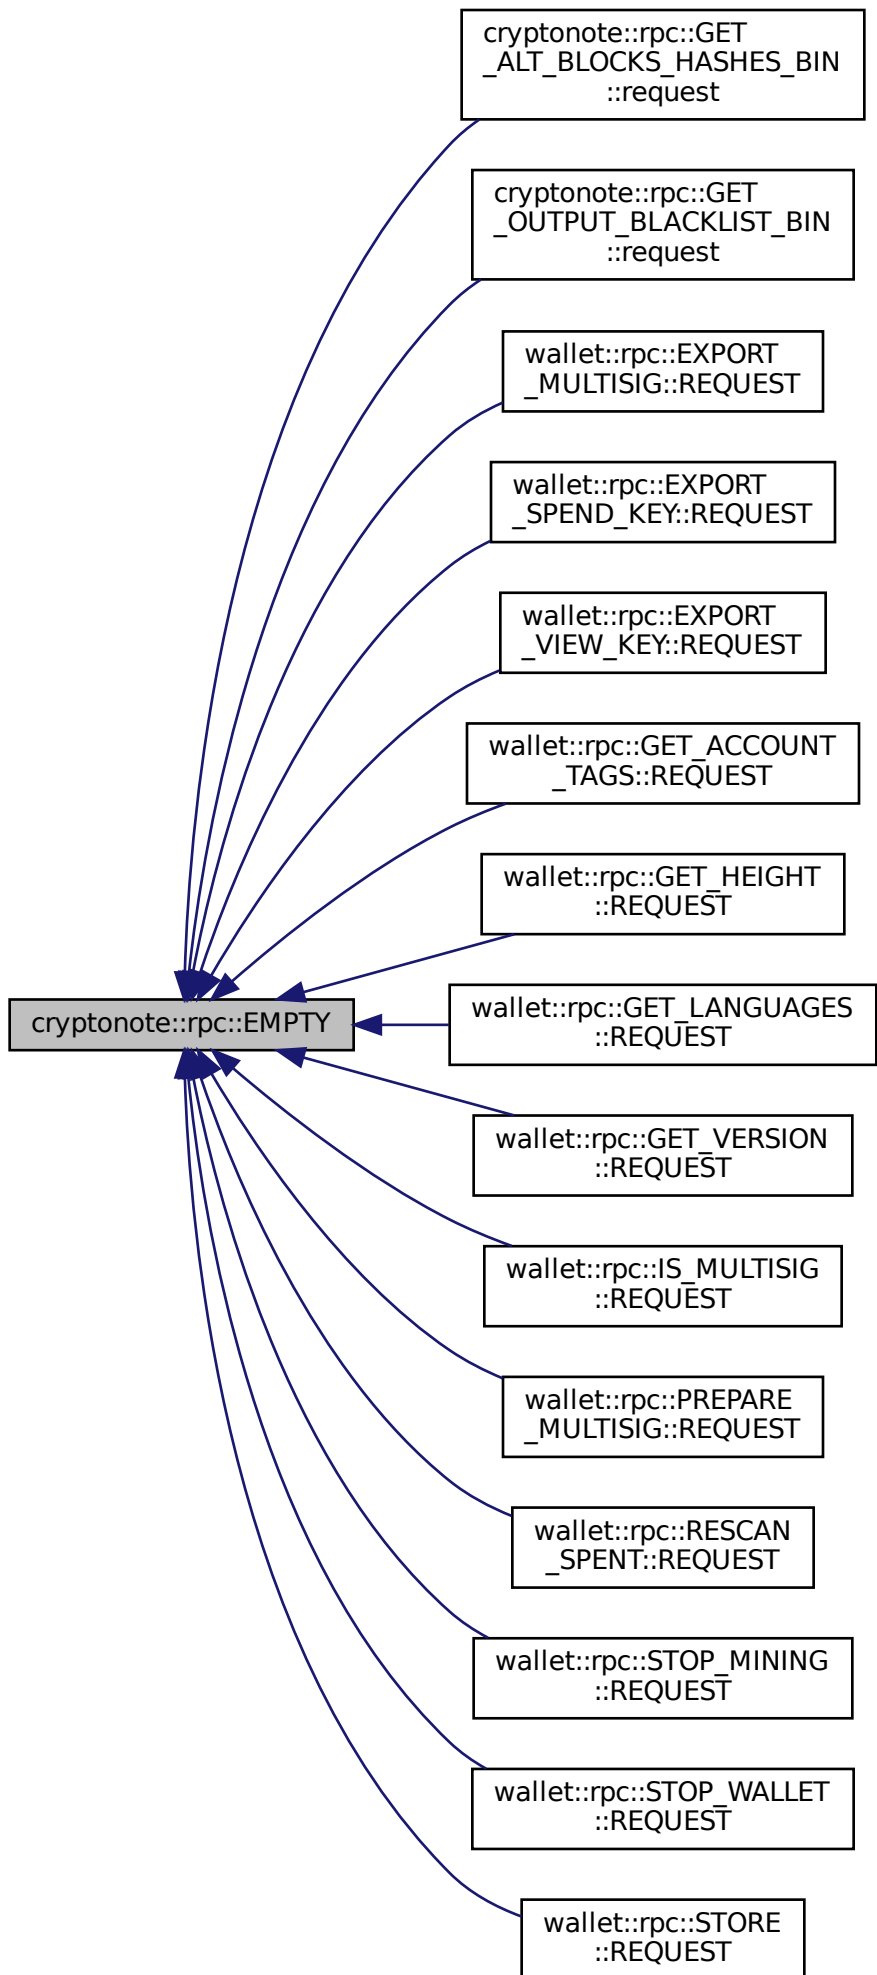 cryptonote::rpc::GET
_ALT_BLOCKS_HASHES_BIN
::request
cryptonote::rpc::GET
_OUTPUT_BLACKLIST_BIN
::request
wallet::rpc::EXPORT
_MULTISIG::REQUEST
wallet::rpc::EXPORT
_SPEND_KEY::REQUEST
wallet::rpc::EXPORT
_VIEW_KEY::REQUEST
wallet::rpc::GET_ACCOUNT
_TAGS::REQUEST
wallet::rpc::GET_HEIGHT
::REQUEST
cryptonote::rpc::EMPTY
wallet::rpc::GET_LANGUAGES
::REQUEST
wallet::rpc::GET_VERSION
::REQUEST
wallet::rpc::IS_MULTISIG
::REQUEST
wallet::rpc::PREPARE
_MULTISIG::REQUEST
wallet::rpc::RESCAN
_SPENT::REQUEST
wallet::rpc::STOP_MINING
::REQUEST
wallet::rpc::STOP_WALLET
::REQUEST
wallet::rpc::STORE
::REQUEST